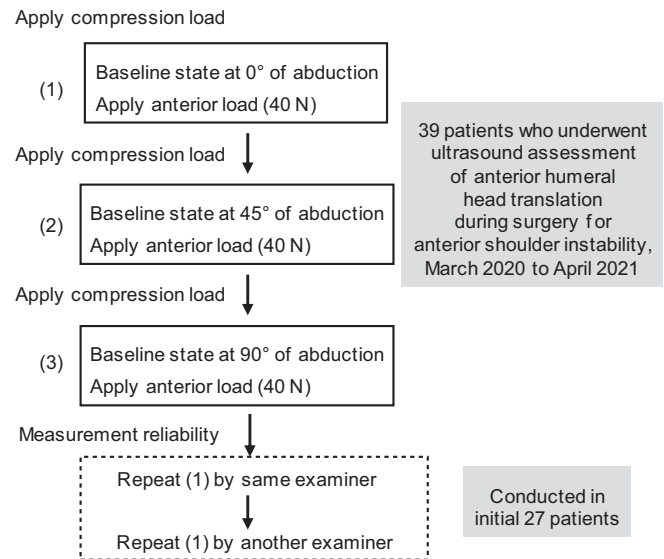 Apply compression load
(1)
Baseline state at 0° of abduction
Apply anterior load (40 N)
Apply compression load
(2)
Baseline state at 45° of abduction
Apply anterior load (40 N)
Apply compression load
(3)
Baseline state at 90° of abduction
Apply anterior load (40 N)
Measurement reliability
Repeat (1) by same examiner
Repeat (1) by another examiner
39 patients who underwent
ultrasound assessment
of anterior humeral
head translation
during surgery for
anterior shoulder instability,
March 2020 to April 2021
Conducted in
initial 27 patients